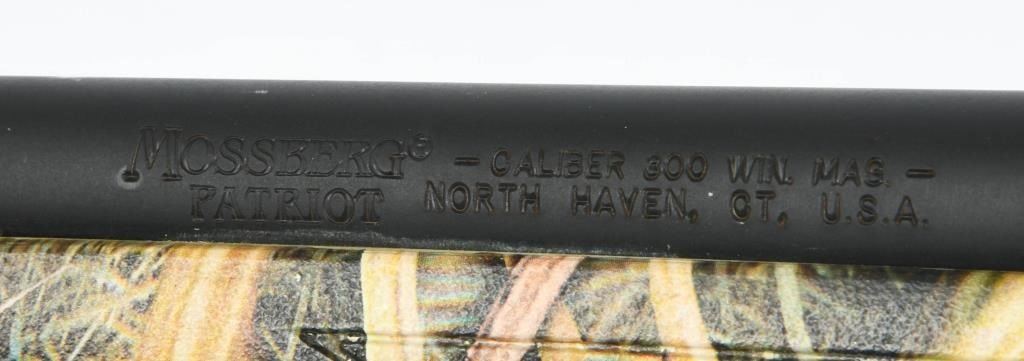 MOSSBERG®
PATRIOT
– CALIBER 300 WIN. MAG. –
NORTH HAVEN, CT, U.S.A.